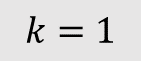 k = 1